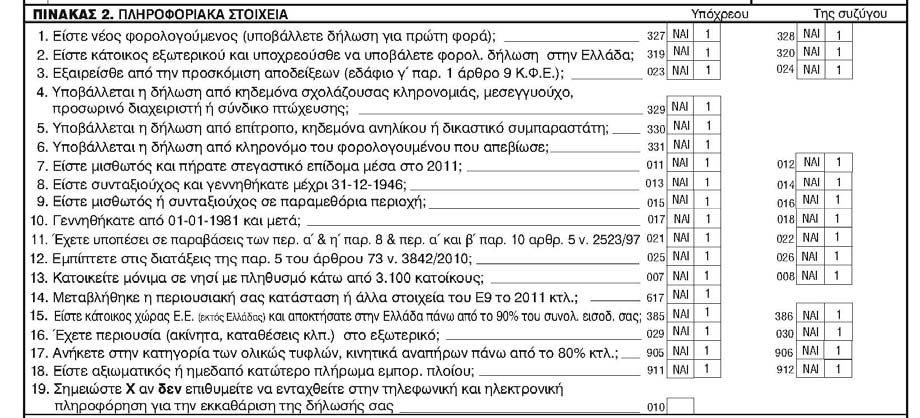 ΠΙΝΑΚΑΣ 2. ΠΛΗΡΟΦΟΡΙΑΚΑ ΣΤΟΙΧΕΙΑ Υπόχρεου Της συζύγου
1. Είστε νέος φορολογούμενος (υποβάλλετε δήλωση για πρώτη φορά); 327 ΝΑΙ 1 328 ΝΑΙ 1
2. Είστε κάτοικος εξωτερικού και υποχρεούσθε να υποβάλετε φορολ. δήλωση στην Ελλάδα; 319 ΝΑΙ 1 320 ΝΑΙ 1
3. Εξαιρείσθε από την προσκόμιση αποδείξεων (εδάφιο γ΄ παρ. 1 άρθρο 9 Κ.Φ.Ε.); 023 ΝΑΙ 1 024 ΝΑΙ 1
4. Υποβάλλεται η δήλωση από κηδεμόνα σχολάζουσας κληρονομιάς, μεσεγγυούχο,
προσωρινό διαχειριστή ή σύνδικο πτώχευσης; 329 ΝΑΙ 1
5. Υποβάλλεται η δήλωση από επίτροπο, κηδεμόνα ανηλίκου ή δικαστικό συμπαραστάτη; 330 ΝΑΙ 1
6. Υποβάλλεται η δήλωση από κληρονόμο του φορολογουμένου που απεβίωσε; 331 ΝΑΙ 1
7. Είστε μισθωτός και πήρατε στεγαστικό επίδομα μέσα στο 2011; 011 ΝΑΙ 1 012 ΝΑΙ 1
8. Είστε συνταξιούχος και γεννηθήκατε μέχρι 31-12-1946; 013 ΝΑΙ 1 014 ΝΑΙ 1
9. Είστε μισθωτός ή συνταξιούχος σε παραμεθόρια περιοχή; 015 ΝΑΙ 1 016 ΝΑΙ 1
10. Γεννηθήκατε από 01-01-1981 και μετά; 017 ΝΑΙ 1 018 ΝΑΙ 1
11. Έχετε υποπέσει σε παραβάσεις των περ. α΄ & η΄ παρ. 8 & περ. α΄ και β΄ παρ. 10 αρθρ. 5 ν. 2523/97 021 ΝΑΙ 1 022 ΝΑΙ 1
12. Εμπίπτετε στις διατάξεις της παρ. 5 του άρθρου 73 ν. 3842/2010; 025 ΝΑΙ 1 026 ΝΑΙ 1
13. Κατοικείτε μόνιμα σε νησί με πληθυσμό κάτω από 3.100 κατοίκους; 007 ΝΑΙ 1 008 ΝΑΙ 1
14. Μεταβλήθηκε η περιουσιακή σας κατάσταση ή άλλα στοιχεία του Ε9 το 2011 κτλ.; 617 ΝΑΙ 1
15. Είστε κάτοικος χώρας Ε.Ε. (εκτός Ελλάδας) και αποκτήσατε στην Ελλάδα πάνω από το 90% του συνολ. εισοδ. σας; 385 ΝΑΙ 1 386 ΝΑΙ 1
16. Έχετε περιουσία (ακίνητα, καταθέσεις κλπ.) στο εξωτερικό; 029 ΝΑΙ 1 030 ΝΑΙ 1
17. Ανήκετε στην κατηγορία των ολικώς τυφλών, κινητικά αναπήρων πάνω από το 80% κτλ.; 905 ΝΑΙ 1 906 ΝΑΙ 1
18. Είστε αξιωματικός ή ημεδαπό κατώτερο πλήρωμα εμπορ. πλοίου; 911 ΝΑΙ 1 912 ΝΑΙ 1
19. Σημειώστε Χ αν δεν επιθυμείτε να ενταχθείτε στην τηλεφωνική και ηλεκτρονική
πληροφόρηση για την εκκαθάριση της δήλωσής σας 010